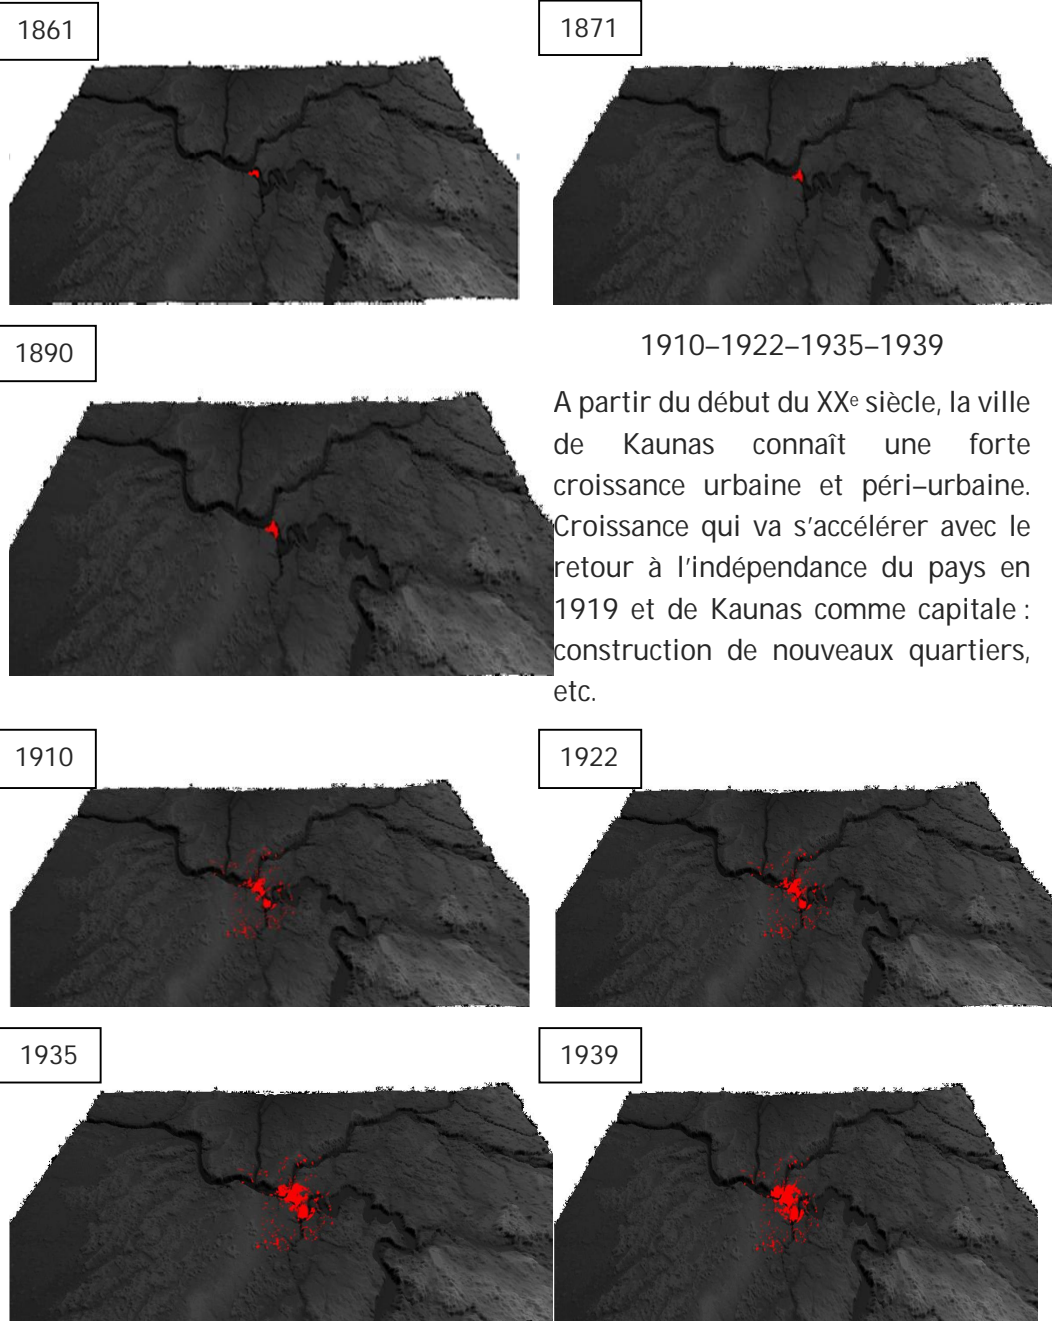 1861
1871
1890
1910–1922–1935–1939
A partir du début du XXᵉ siècle, la ville
de Kaunas connaît une forte
croissance urbaine et péri–urbaine.
Croissance qui va s'accélérer avec le
retour à l'indépendance du pays en
1919 et de Kaunas comme capitale :
construction de nouveaux quartiers,
etc.
1910
1922
1935
1939